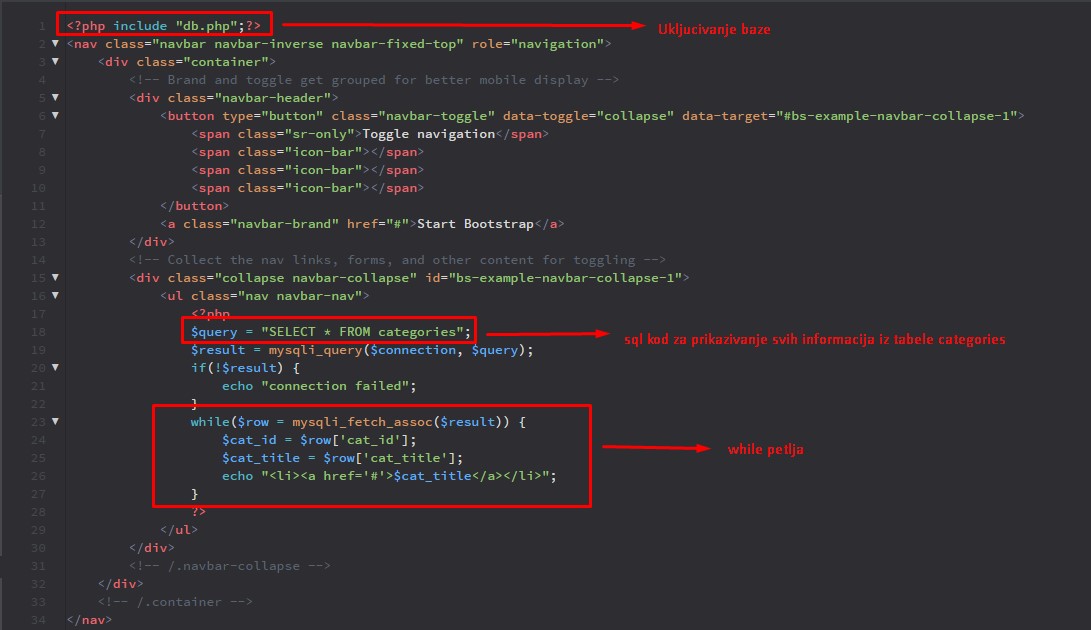 1 <?php include "db.php";?> Ukljucivanje baze
2 ▼ <nav class="navbar navbar-inverse navbar-fixed-top" role="navigation">
3 ▼ <div class="container">
4 <!-- Brand and toggle get grouped for better mobile display -->
5 ▼ <div class="navbar-header">
6 ▼ <button type="button" class="navbar-toggle" data-toggle="collapse" data-target="#bs-example-navbar-collapse-1">
7 <span class="sr-only">Toggle navigation</span>
8 <span class="icon-bar"></span>
9 <span class="icon-bar"></span>
10 <span class="icon-bar"></span>
11 </button>
12 <a class="navbar-brand" href="#">Start Bootstrap</a>
13 </div>
14 <!-- Collect the nav links, forms, and other content for toggling -->
15 ▼ <div class="collapse navbar-collapse" id="bs-example-navbar-collapse-1">
16 ▼ <ul class="nav navbar-nav">
17 <?php
18 $query = "SELECT * FROM categories"; sql kod za prikazivanje svih informacija iz tabele categories
19 $result = mysqli_query($connection, $query);
20 ▼ if(!$result) {
21 echo "connection failed";
22 }
23 ▼ while($row = mysqli_fetch_assoc($result)) {
24 $cat_id = $row['cat_id'];
25 $cat_title = $row['cat_title']; while petlja
26 echo "<li><a href='#'>$cat_title</a></li>";
27 }
28 ?>
29 </ul>
30 </div>
31 <!-- /.navbar-collapse -->
32 </div>
33 <!-- /.container -->
34 </nav>